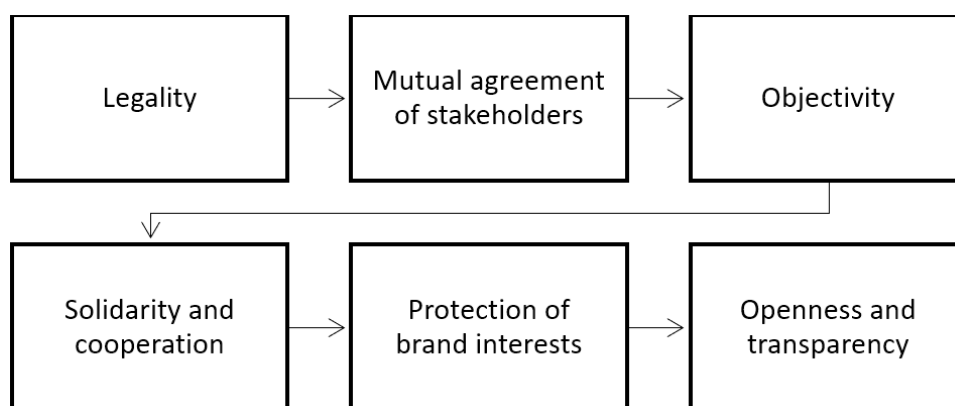 Legality
Mutual agreement
of stakeholders
Objectivity
Solidarity and
cooperation
Protection of
brand interests
Openness and
transparency